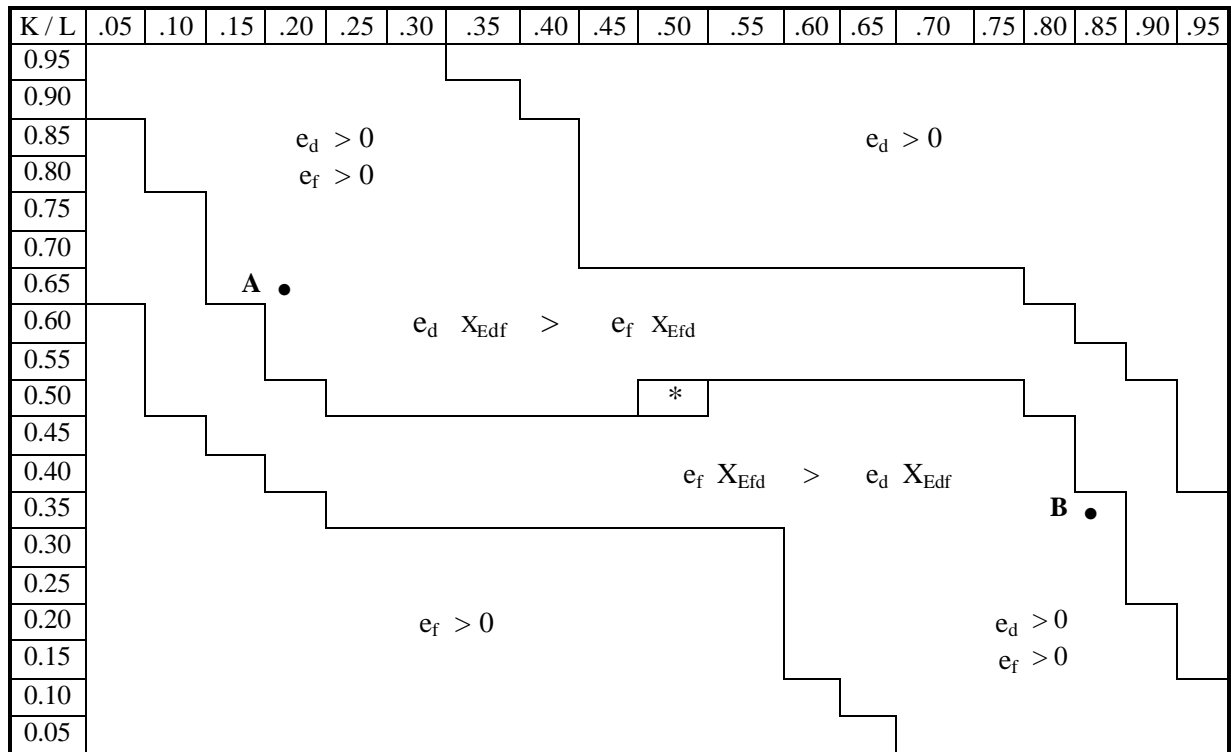 K / L .05 .10 .15 .20 .25 .30 .35 .40 .45 .50 .55 .60 .65 .70 .75 .80 .85 .90 .95
0.95
0.90
0.85 e_d > 0 e_d > 0
0.80 e_f > 0
0.75
0.70
0.65 A •
0.60 e_d X_Edf > e_f X_Efd
0.55
0.50 *
0.45
0.40 e_f X_Efd > e_d X_Edf
0.35 B •
0.30
0.25
0.20 e_f > 0 e_d > 0
0.15 e_f > 0
0.10
0.05